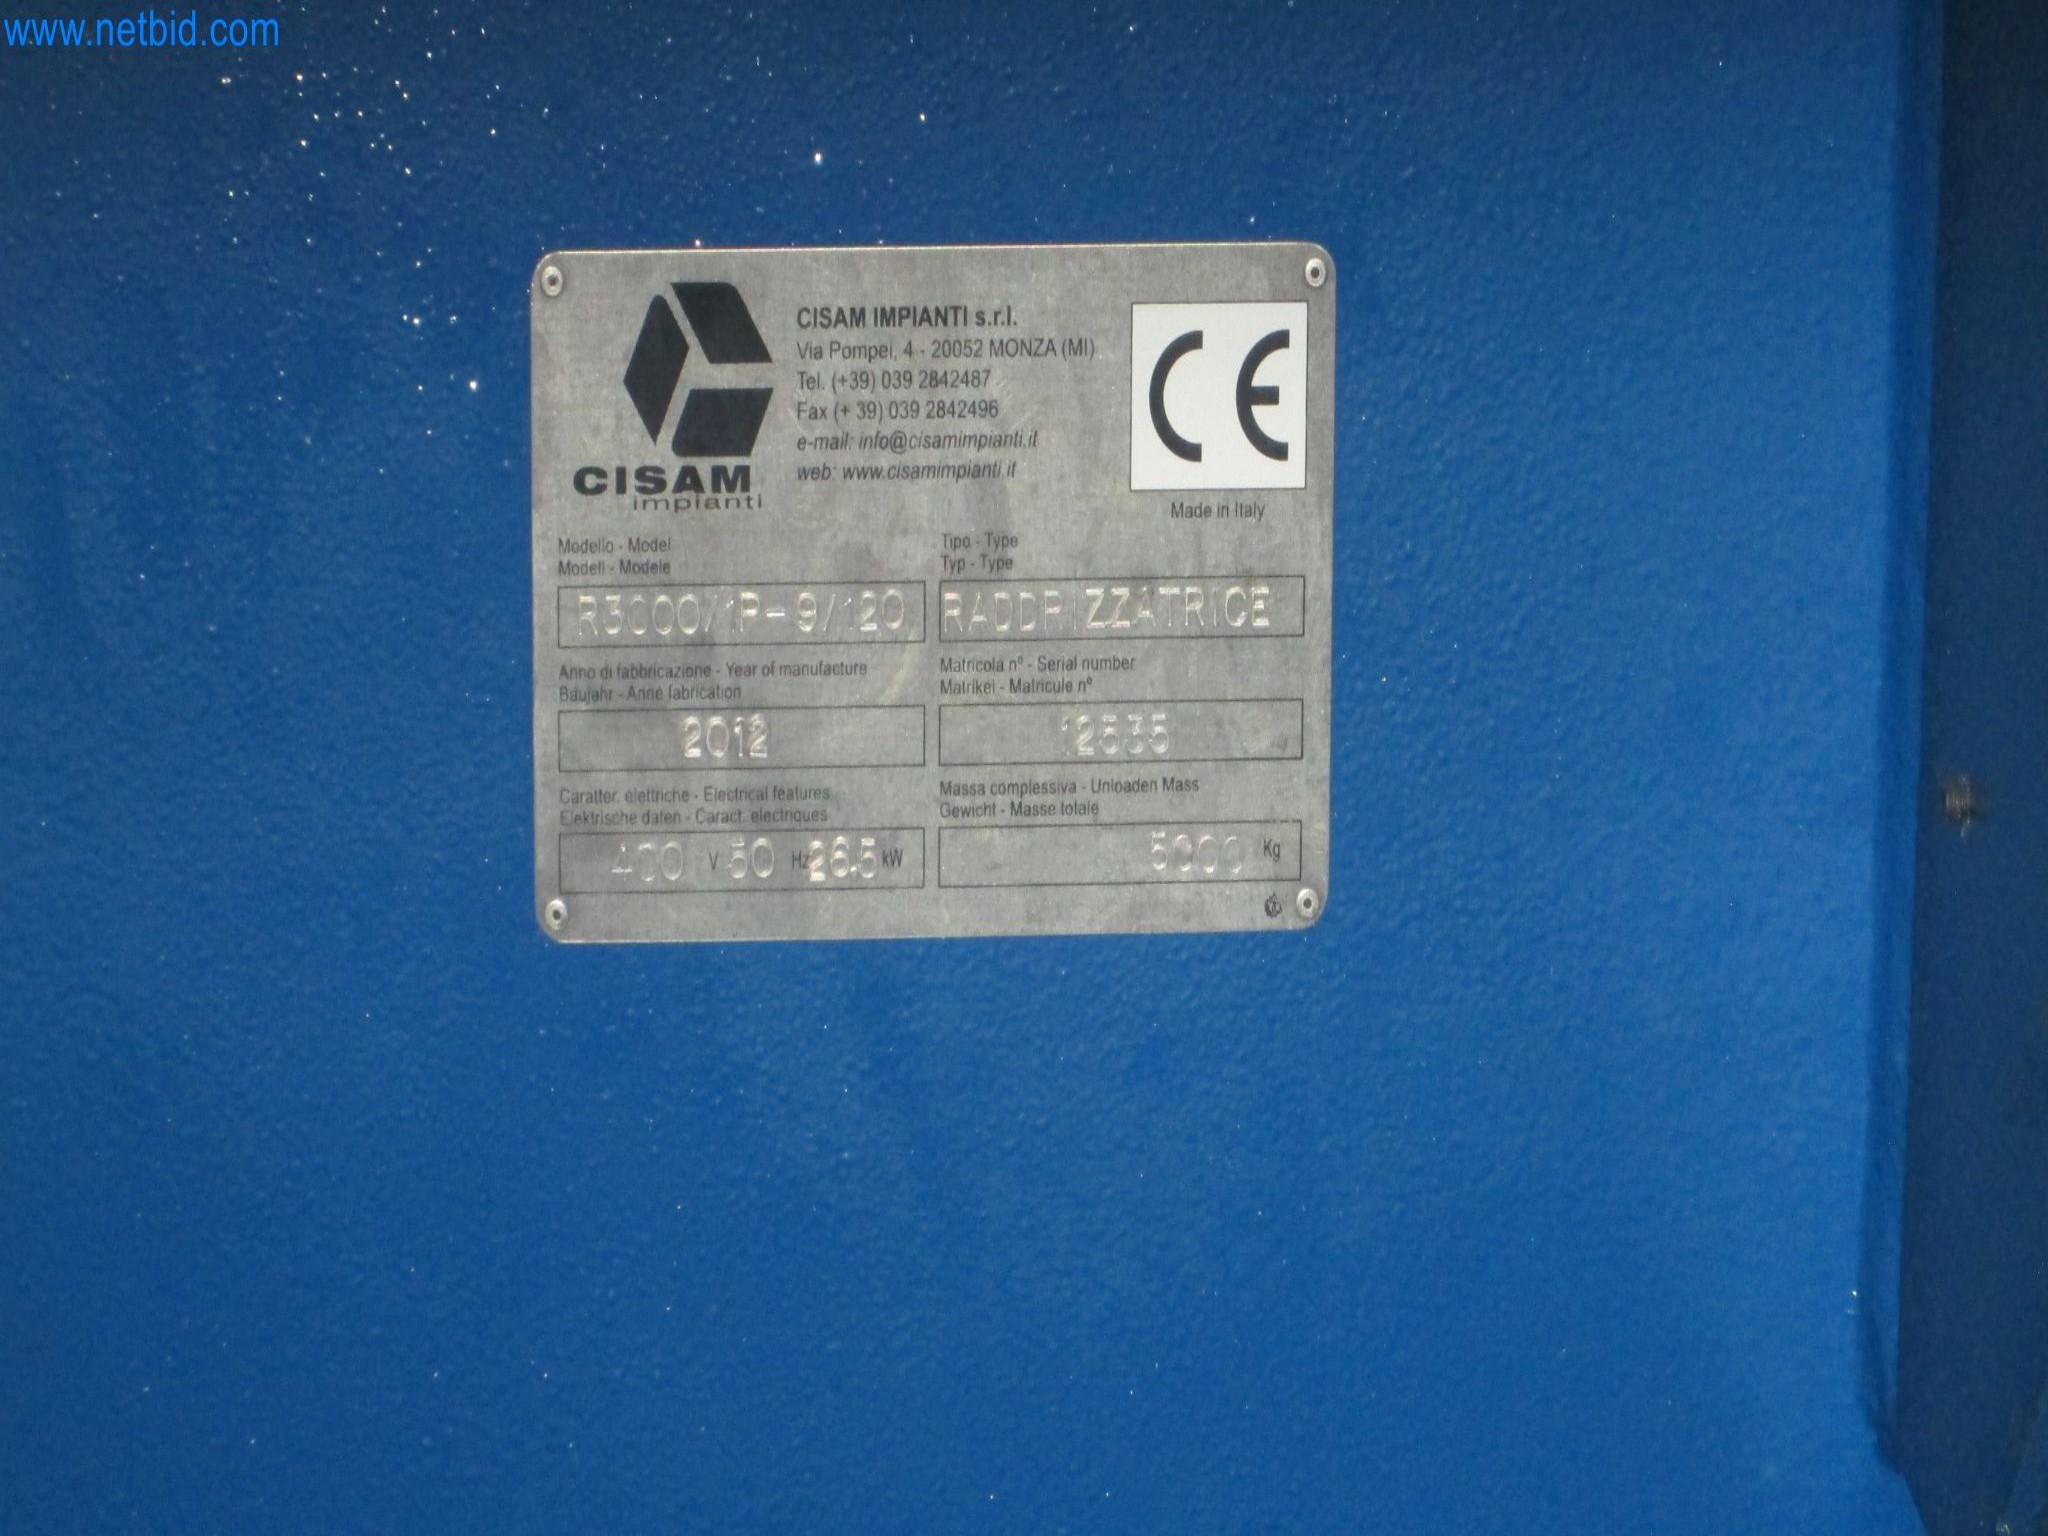 www.netbid.com
CISAM
impianti
CISAM IMPIANTI s.r.l.
Via Pompei, 4 - 20052 MONZA (MI)
Tel. (+39) 039 2842487
Fax (+ 39) 039 2842496
e-mail: info@cisamimpianti.it
web: www.cisamimpianti.it
CE
Made in Italy
Modello - Model
Modell - Modele
R3000/1P-9/120
Tipo - Type
Typ - Type
RADDRIZZATRICE
Anno di fabbricazione - Year of manufacture
Baujahr - Anné fabrication
2012
Matricola nº - Serial number
Matrikel - Matricule nº
12535
Caratter. elettriche - Electrical features
Elektrische daten - Caract. electriques
400 V 50 Hz 26.5 kW
Massa complessiva - Unloaden Mass
Gewicht - Masse totale
5000 Kg